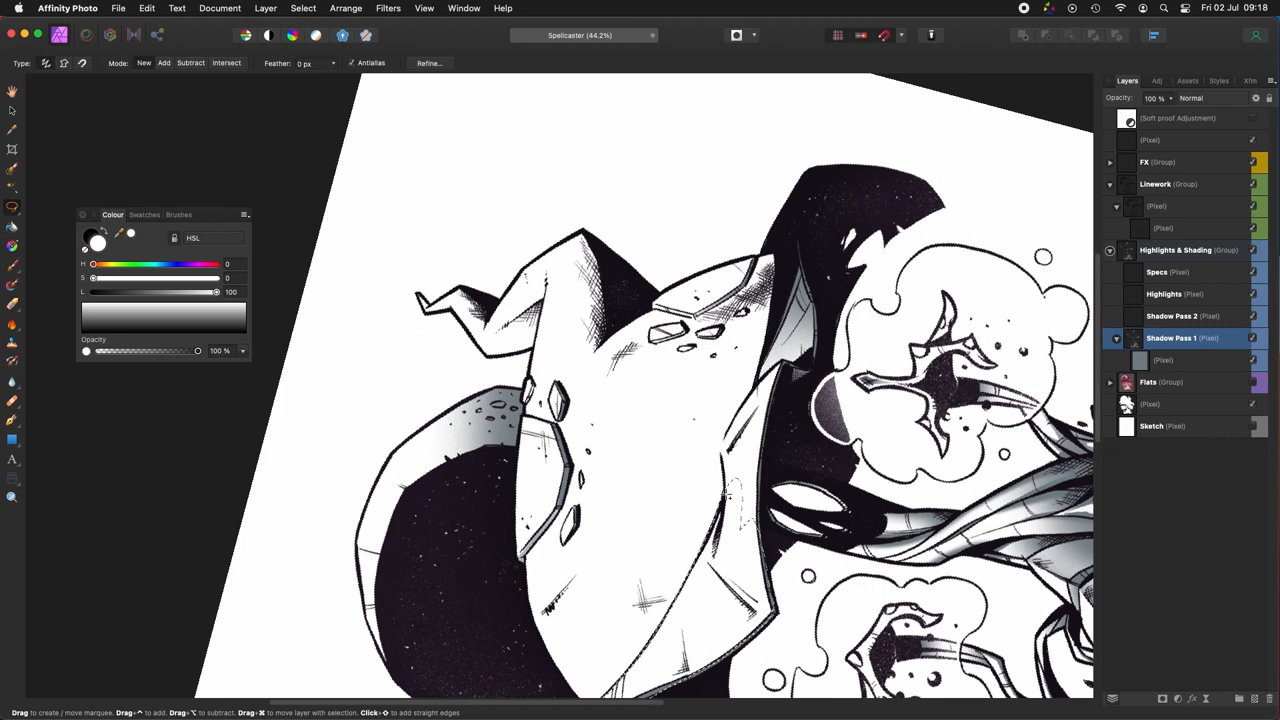 Affinity Photo File Edit Text Document Layer Select Arrange Filters View Window Help Fri 02 Jul 09:18
Spellcaster (44.2%)
Type: Mode: New Add Subtract Intersect Feather: 0 px Antialias Refine...
Layers Adj Assets Styles Xfm
Opacity: 100 % Normal
(Soft proof Adjustment)
(Pixel)
FX (Group)
Linework (Group)
(Pixel)
(Pixel)
Highlights & Shading (Group)
Specs (Pixel)
Highlights (Pixel)
Shadow Pass 2 (Pixel)
Shadow Pass 1 (Pixel)
(Pixel)
Flats (Group)
(Pixel)
Sketch (Pixel)
Colour Swatches Brushes
HSL
H 0
S 0
L 100
Opacity
100 %
Drag to create / move marquee. Drag+⌃ to add. Drag+⌥ to subtract. Drag+⌘ to move layer with selection. Click+⇧ to add straight edges